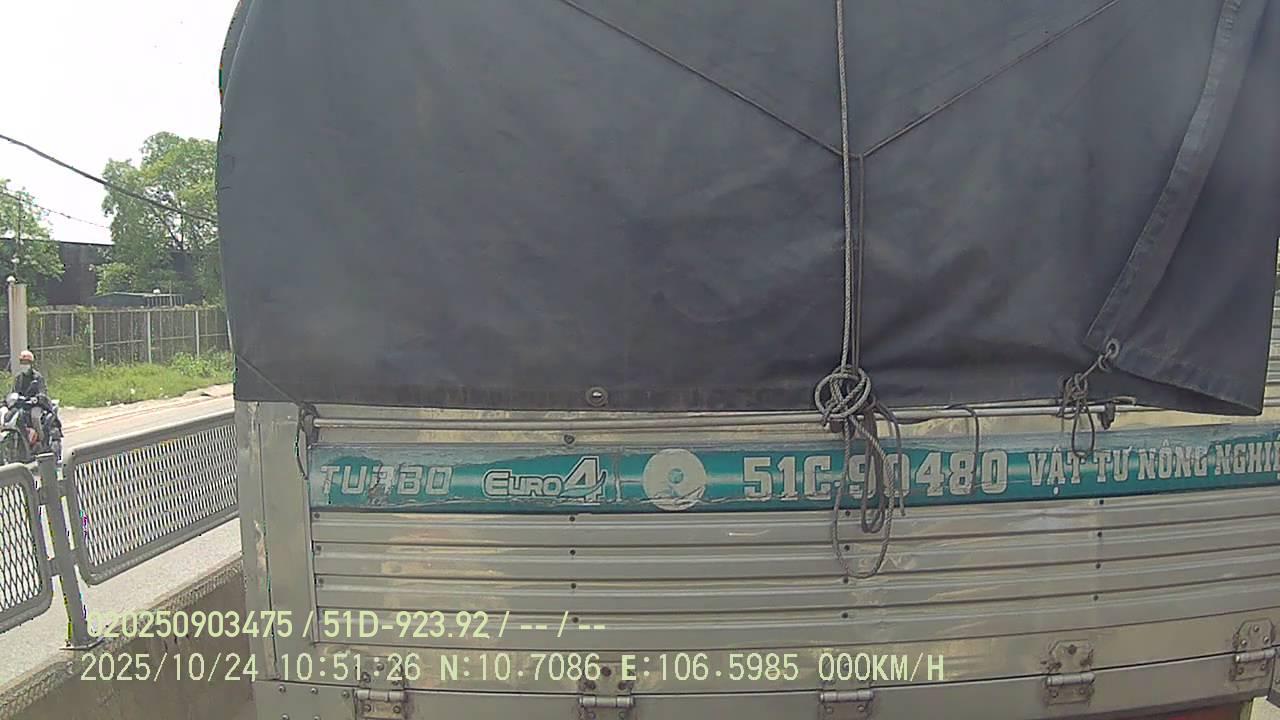 TURBO EURO4 51C-90480 VẬT TƯ NÔNG NGHIỆ
020250903475 / 51D-923.92 / -- / --
2025/10/24 10:51:26 N:10.7086 E:106.5985 000KM/H